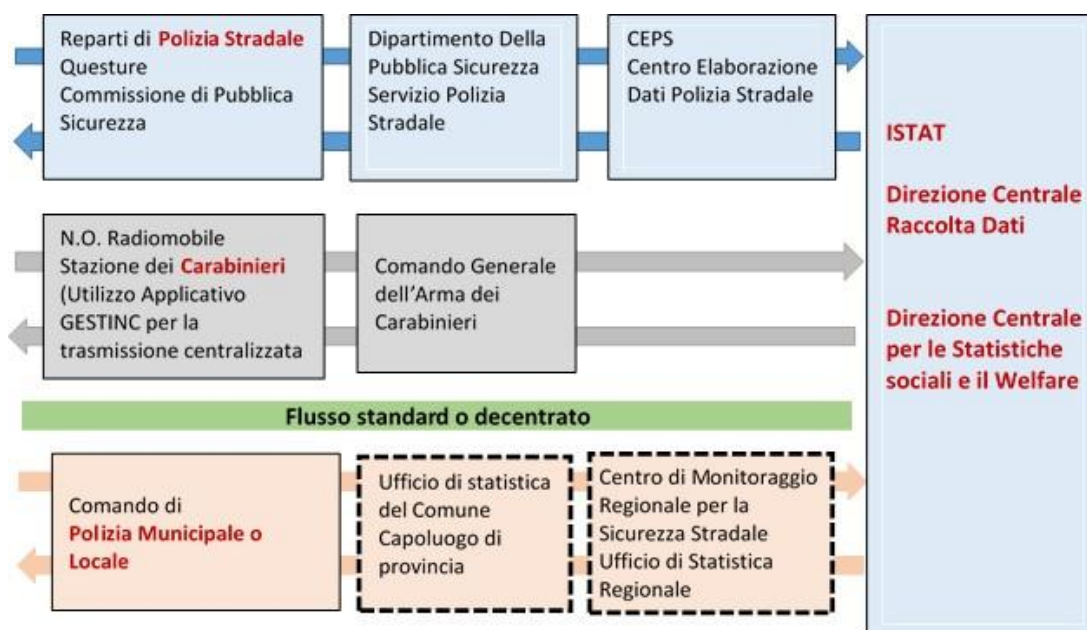 Reparti di Polizia Stradale
Questure
Commissione di Pubblica
Sicurezza
Dipartimento Della
Pubblica Sicurezza
Servizio Polizia
Stradale
CEPS
Centro Elaborazione
Dati Polizia Stradale
N.O. Radiomobile
Stazione dei Carabinieri
(Utilizzo Applicativo
GESTINC per la
trasmissione centralizzata
Comando Generale
dell'Arma dei
Carabinieri
Flusso standard o decentrato
Comando di
Polizia Municipale o
Locale
Ufficio di statistica
del Comune
Capoluogo di
provincia
Centro di Monitoraggio
Regionale per la
Sicurezza Stradale
Ufficio di Statistica
Regionale
ISTAT
Direzione Centrale
Raccolta Dati
Direzione Centrale
per le Statistiche
sociali e il Welfare